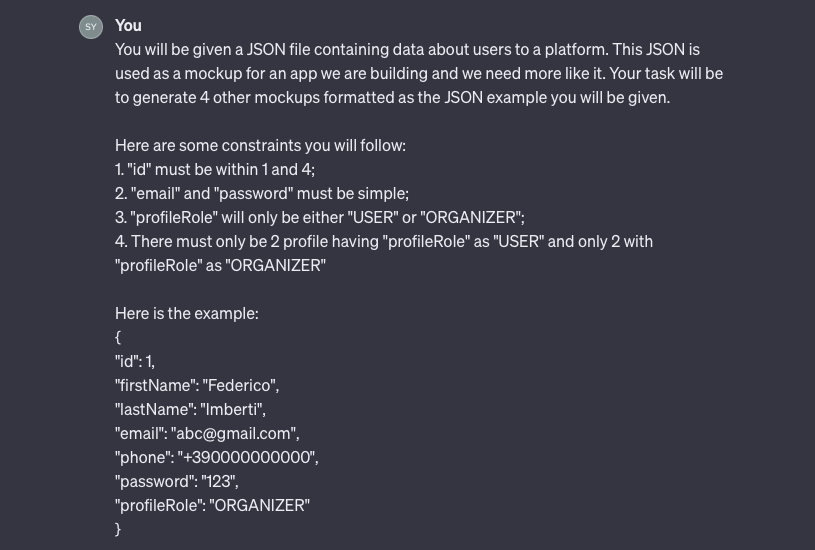 SY
You
You will be given a JSON file containing data about users to a platform. This JSON is
used as a mockup for an app we are building and we need more like it. Your task will be
to generate 4 other mockups formatted as the JSON example you will be given.
Here are some constraints you will follow:
1. "id" must be within 1 and 4;
2. "email" and "password" must be simple;
3. "profileRole" will only be either "USER" or "ORGANIZER";
4. There must only be 2 profile having "profileRole" as "USER" and only 2 with
"profileRole" as "ORGANIZER"
Here is the example:
{
"id": 1,
"firstName": "Federico",
"lastName": "Imberti",
"email": "abc@gmail.com",
"phone": "+390000000000",
"password": "123",
"profileRole": "ORGANIZER"
}